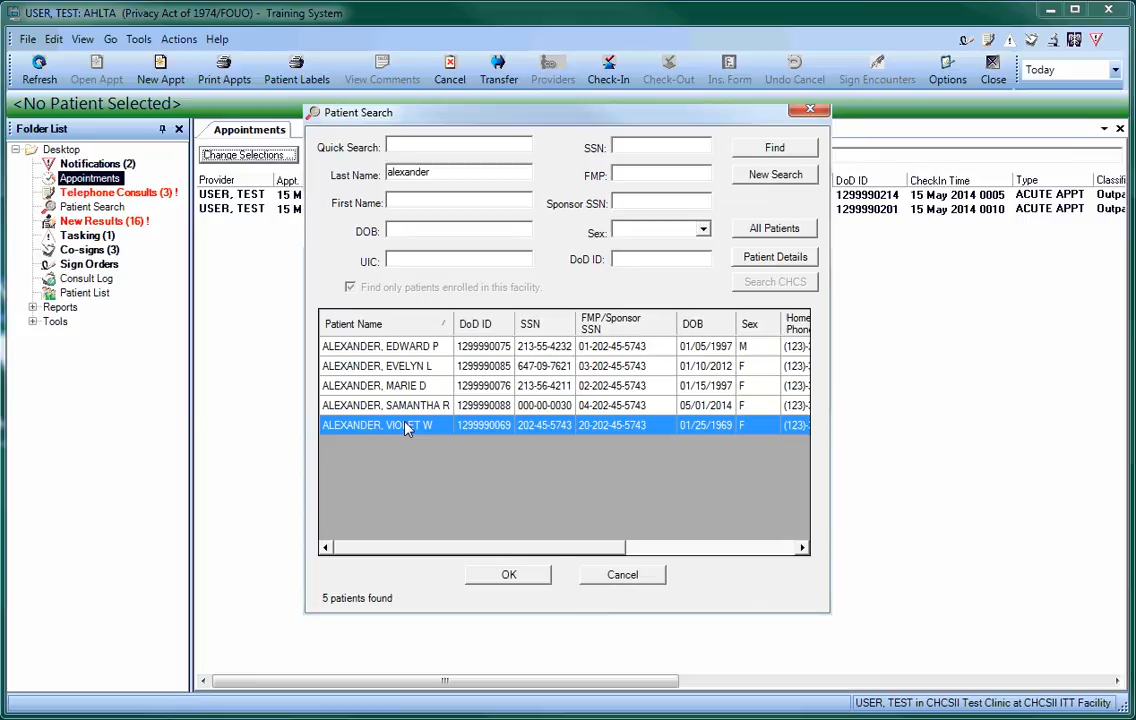 USER, TEST: AHLTA (Privacy Act of 1974/FOUO) - Training System
File Edit View Go Tools Actions Help
Refresh Open Appt New Appt Print Appts Patient Labels View Comments Cancel Transfer Providers Check-In Check-Out Ins. Form Undo Cancel Sign Encounters Options Close Today
<No Patient Selected>
Folder List
Desktop
Notifications (2)
Appointments
Telephone Consults (3) !
Patient Search
New Results (16) !
Tasking (1)
Co-signs (3)
Sign Orders
Consult Log
Patient List
Reports
Tools
Appointments
Change Selections...
Provider Appt. DoD ID CheckIn Time Type Classifi
USER, TEST 15 M 1299990214 15 May 2014 0005 ACUTE APPT Outpa
USER, TEST 15 M 1299990201 15 May 2014 0010 ACUTE APPT Outpa
Patient Search
Quick Search: SSN: Find
Last Name: alexander FMP: New Search
First Name: Sponsor SSN:
DOB: Sex: All Patients
UIC: DoD ID: Patient Details
Find only patients enrolled in this facility. Search CHCS
Patient Name DoD ID SSN FMP/Sponsor SSN DOB Sex Home Phone
ALEXANDER, EDWARD P 1299990075 213-55-4232 01-202-45-5743 01/05/1997 M (123)-
ALEXANDER, EVELYN L 1299990085 647-09-7621 03-202-45-5743 01/10/2012 F (123)-
ALEXANDER, MARIE D 1299990076 213-56-4211 02-202-45-5743 01/15/1997 F (123)-
ALEXANDER, SAMANTHA R 1299990088 000-00-0030 04-202-45-5743 05/01/2014 F (123)-
ALEXANDER, VIOLET W 1299990069 202-45-5743 20-202-45-5743 01/25/1969 F (123)-
OK Cancel
5 patients found
USER, TEST in CHCSII Test Clinic at CHCSII ITT Facility